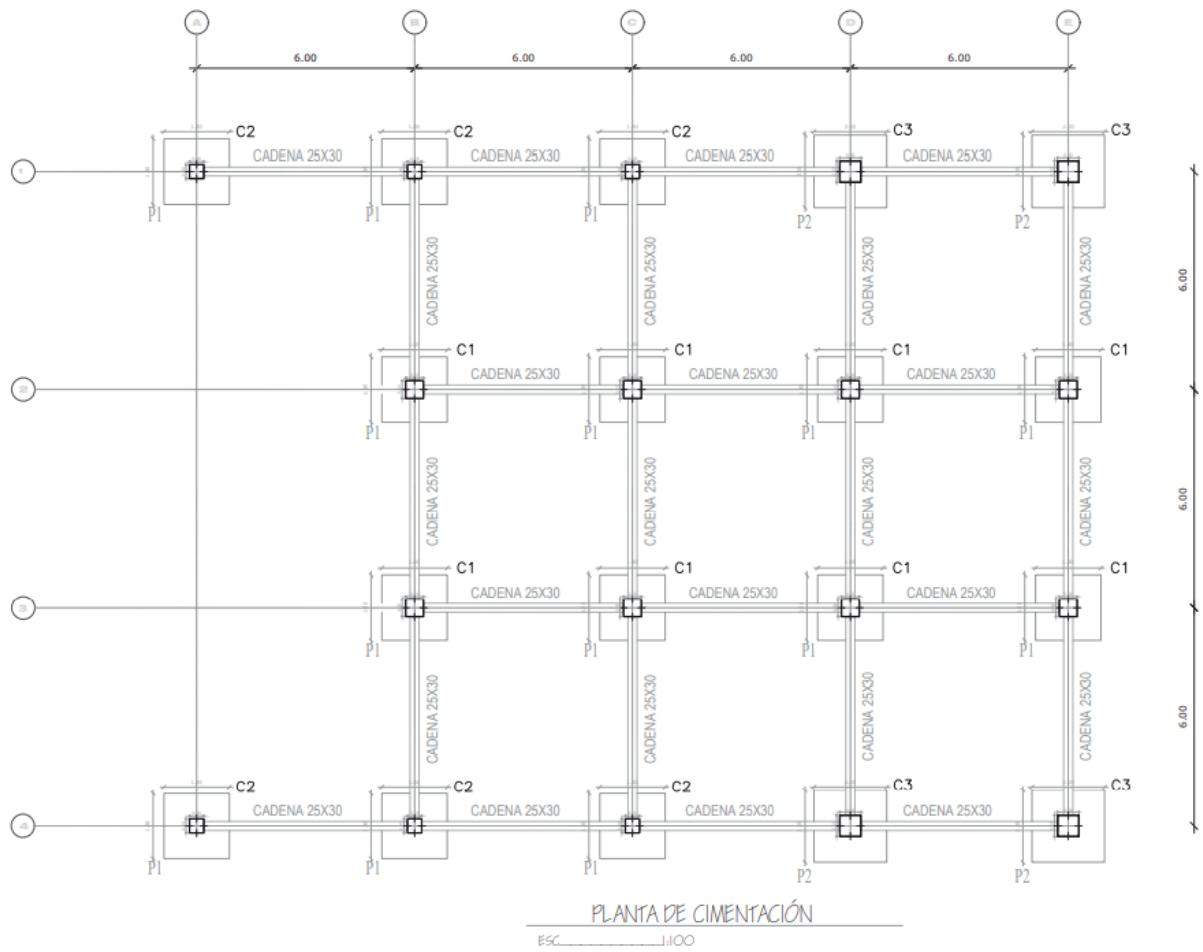 A B C D E
6.00 6.00 6.00 6.00
C2 C2 C2 C3 C3
CADENA 25X30 CADENA 25X30 CADENA 25X30 CADENA 25X30
1
P1 P1 P1 P2 P2
CADENA 25X30 CADENA 25X30 CADENA 25X30 CADENA 25X30
6.00
C1 C1 C1 C1
CADENA 25X30 CADENA 25X30 CADENA 25X30
2
P1 P1 P1 P1
CADENA 25X30 CADENA 25X30 CADENA 25X30 CADENA 25X30
6.00
C1 C1 C1 C1
CADENA 25X30 CADENA 25X30 CADENA 25X30
3
P1 P1 P1 P1
CADENA 25X30 CADENA 25X30 CADENA 25X30 CADENA 25X30
6.00
C2 C2 C2 C3 C3
CADENA 25X30 CADENA 25X30 CADENA 25X30 CADENA 25X30
4
P1 P1 P1 P2 P2
PLANTA DE CIMENTACIÓN
ESC. 1:100